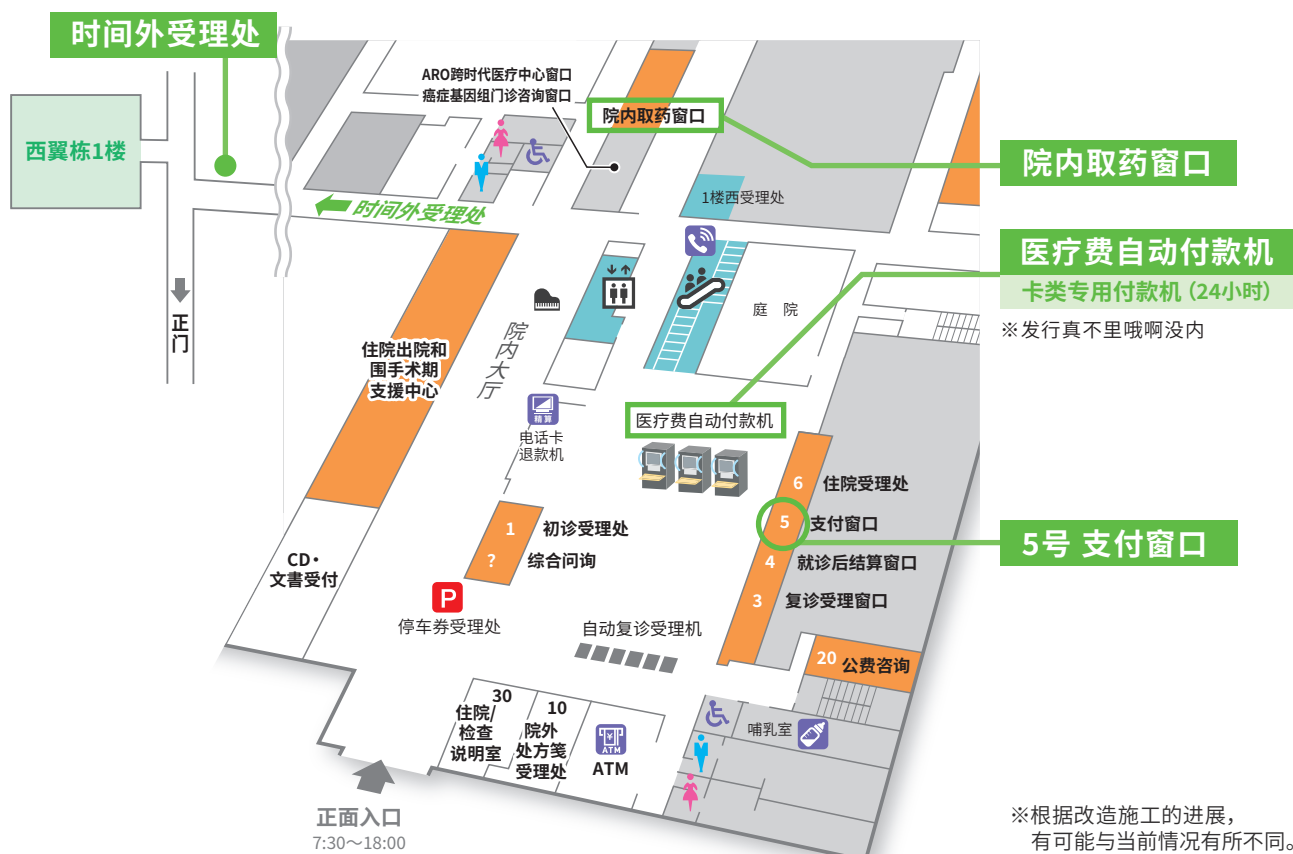 时间外受理处
ARO跨时代医疗中心窗口
癌症基因组门诊咨询窗口
院内取药窗口
西翼栋1楼
院内取药窗口
1楼西受理处
时间外受理处
医疗费自动付款机
卡类专用付款机（24小时）
※发行真不里哦啊没内
庭 院
正门
院内大厅
住院出院和
围手术期
支援中心
精算
电话卡
退款机
医疗费自动付款机
6 住院受理处
5 支付窗口
5号 支付窗口
1 初诊受理处
? 综合问询
4 就诊后结算窗口
CD・
文書受付
3 复诊受理窗口
P
停车券受理处
自动复诊受理机
20 公费咨询
30
住院/
检查
说明室
10
院外
处方笺
受理处
¥
ATM
ATM
哺乳室
正面入口
7:30～18:00
※根据改造施工的进展，
有可能与当前情况有所不同。